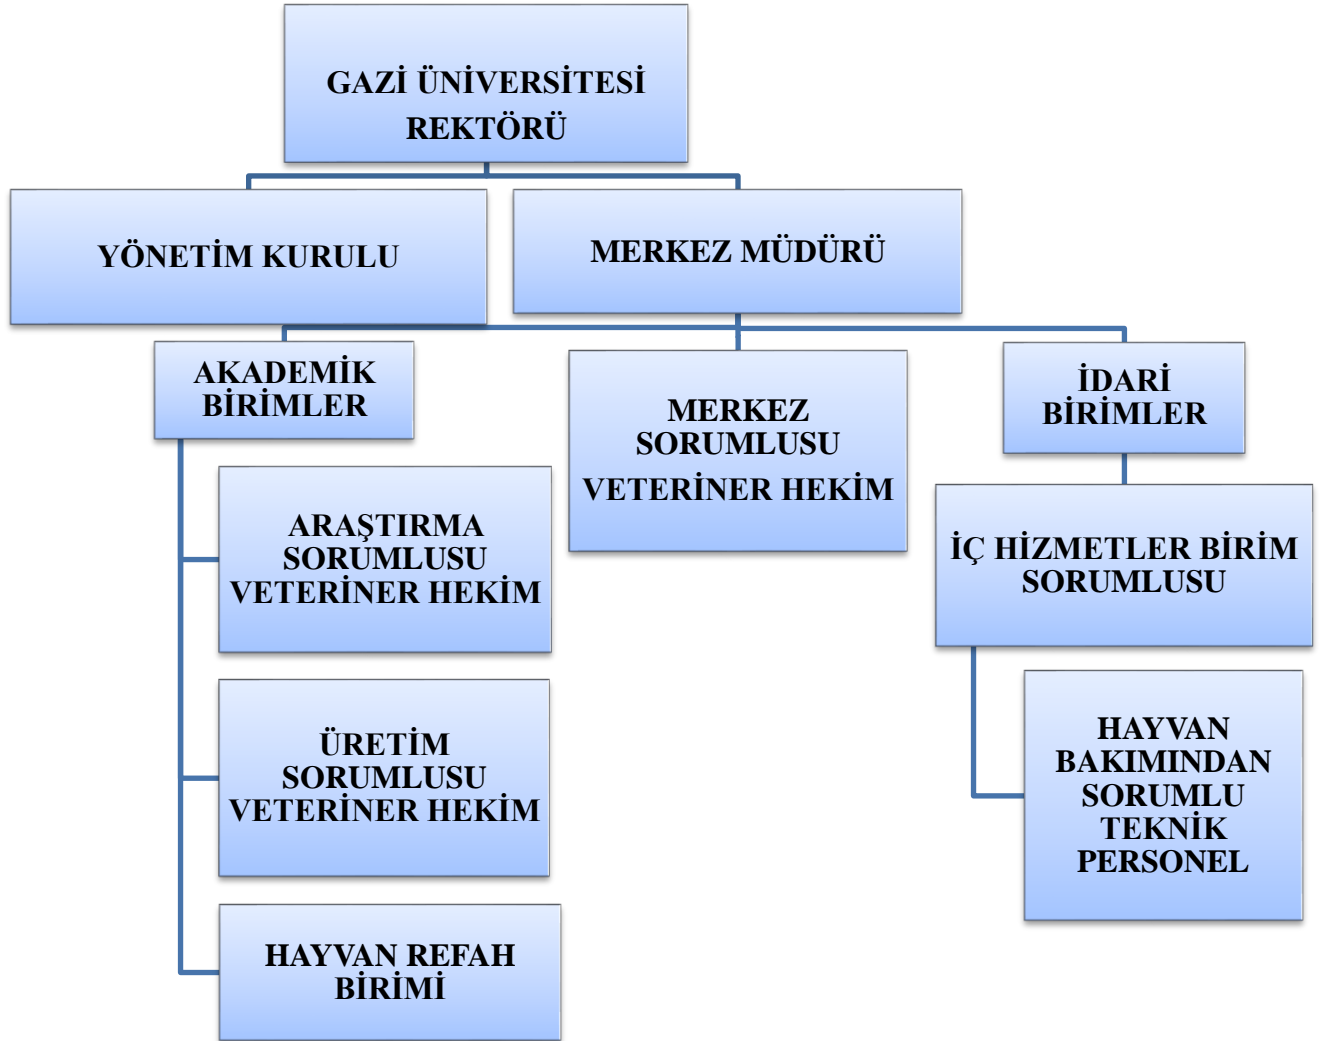 GAZİ ÜNİVERSİTESİ
REKTÖRÜ
YÖNETİM KURULU
MERKEZ MÜDÜRÜ
AKADEMİK
BİRİMLER
MERKEZ
SORUMLUSU
VETERİNER HEKİM
İDARİ
BİRİMLER
ARAŞTIRMA
SORUMLUSU
VETERİNER HEKİM
İÇ HİZMETLER BİRİM
SORUMLUSU
ÜRETİM
SORUMLUSU
VETERİNER HEKİM
HAYVAN
BAKIMINDAN
SORUMLU
TEKNİK
PERSONEL
HAYVAN REFAH
BİRİMİ